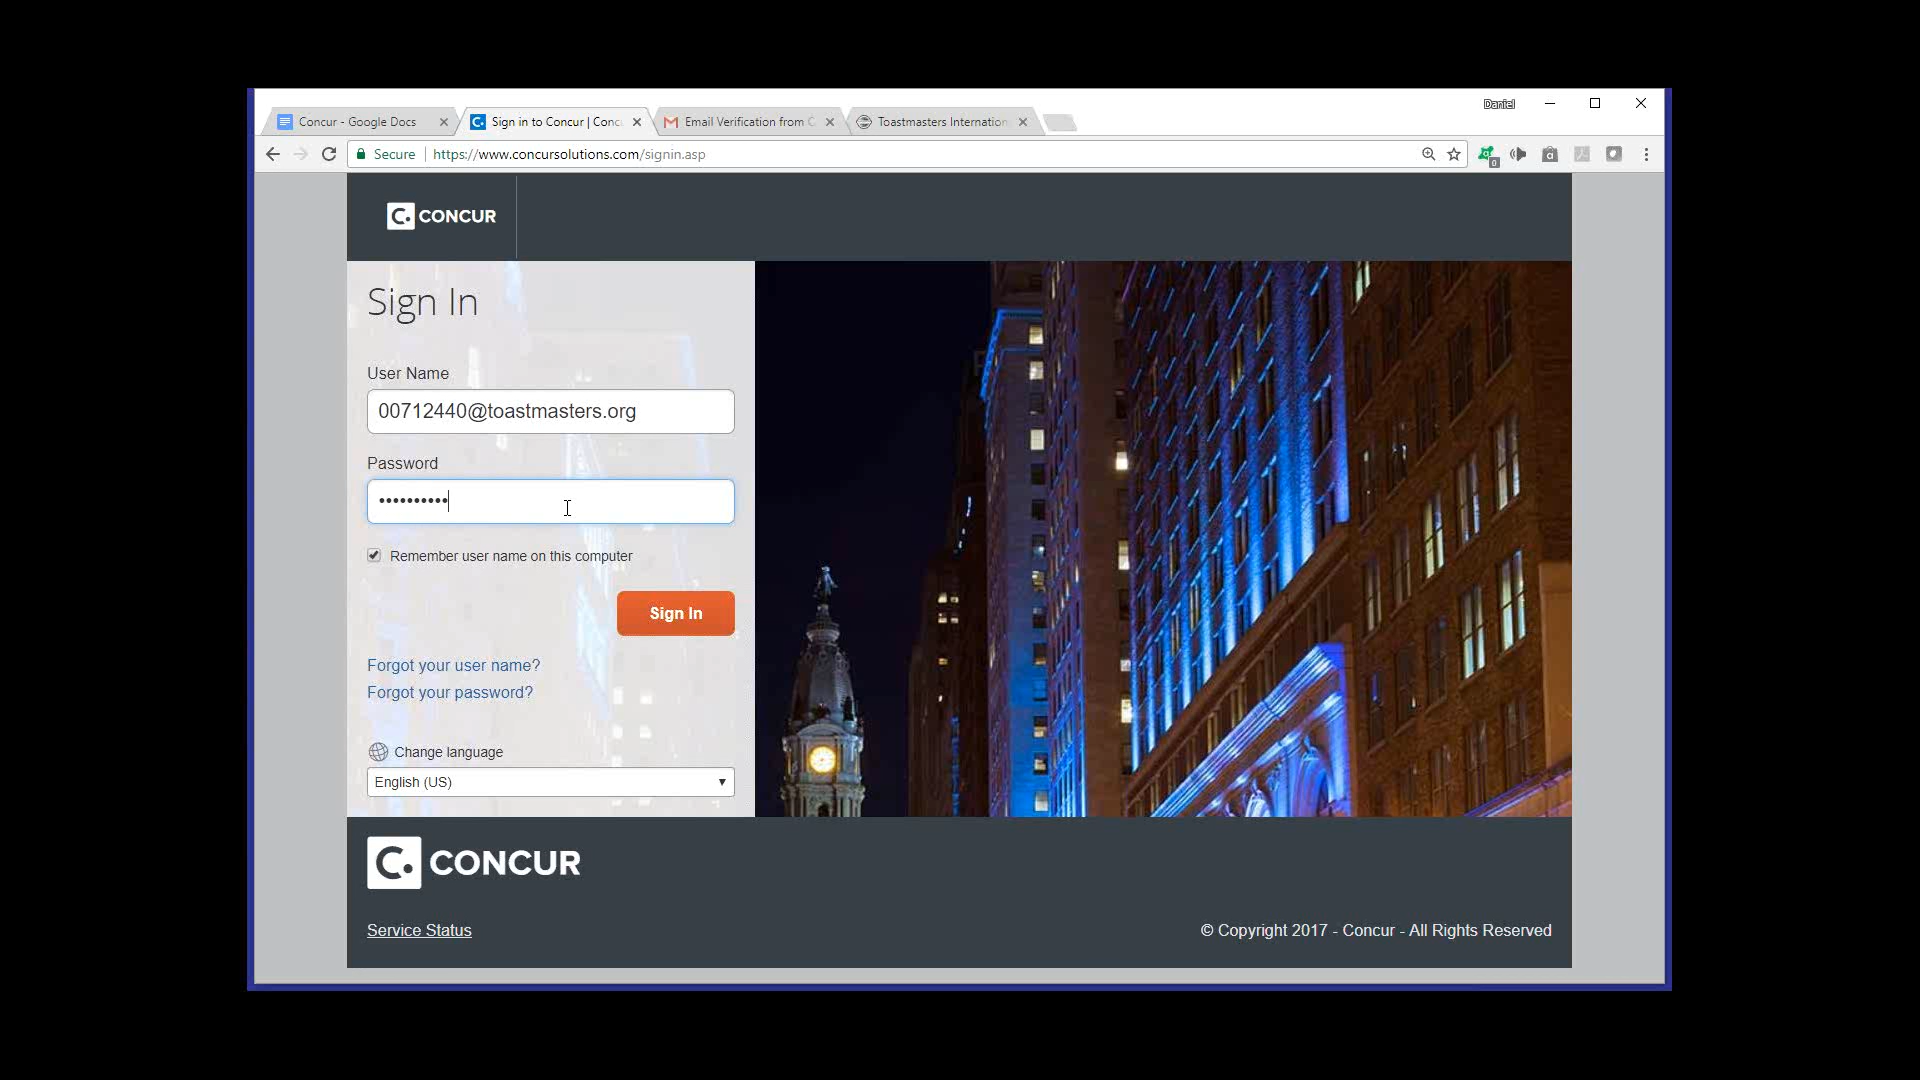 Daniel
Concur - Google Docs
Sign in to Concur | Conc
Email Verification from C
Toastmasters Internation
Secure
https://www.concursolutions.com/signin.asp
0
C. CONCUR
Sign In
User Name
00712440@toastmasters.org
Password
••••••••••
Remember user name on this computer
Sign In
Forgot your user name?
Forgot your password?
Change language
English (US)
C. CONCUR
Service Status
© Copyright 2017 - Concur - All Rights Reserved